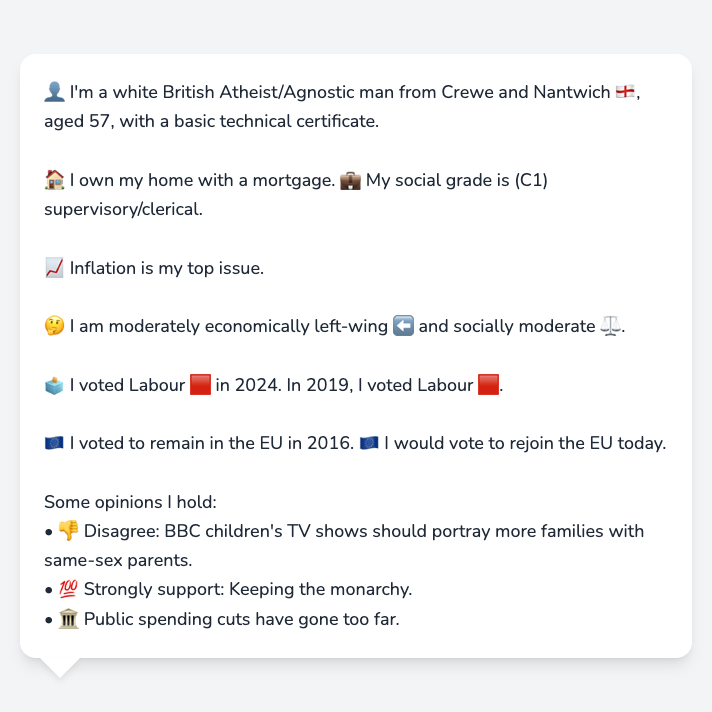 👤 I'm a white British Atheist/Agnostic man from Crewe and Nantwich 🏴󠁧󠁢󠁥󠁮󠁧󠁿,
aged 57, with a basic technical certificate.
🏠 I own my home with a mortgage. 💼 My social grade is (C1)
supervisory/clerical.
📈 Inflation is my top issue.
🤔 I am moderately economically left-wing ⬅️ and socially moderate ⚖️.
🗳️ I voted Labour 🟥 in 2024. In 2019, I voted Labour 🟥.
🇪🇺 I voted to remain in the EU in 2016. 🇪🇺 I would vote to rejoin the EU today.
Some opinions I hold:
• 👎 Disagree: BBC children's TV shows should portray more families with
same-sex parents.
• 💯 Strongly support: Keeping the monarchy.
• 🏛️ Public spending cuts have gone too far.